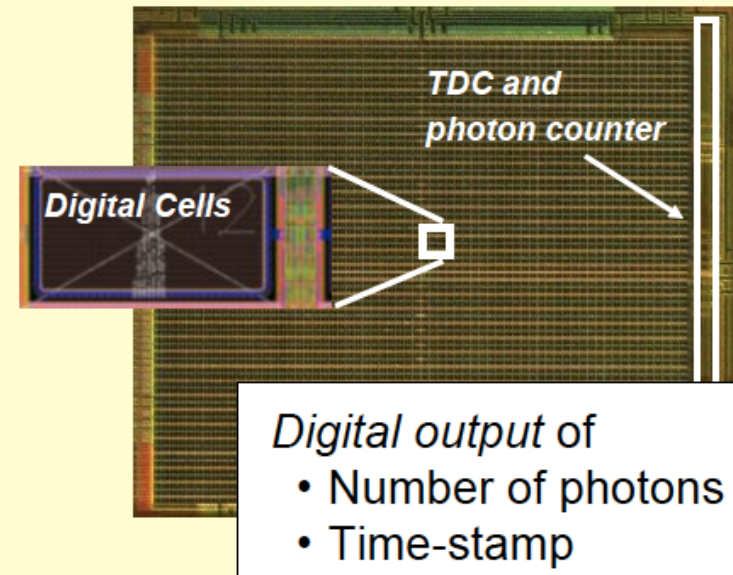 TDC and
photon counter
Digital Cells
Digital output of
• Number of photons
• Time-stamp